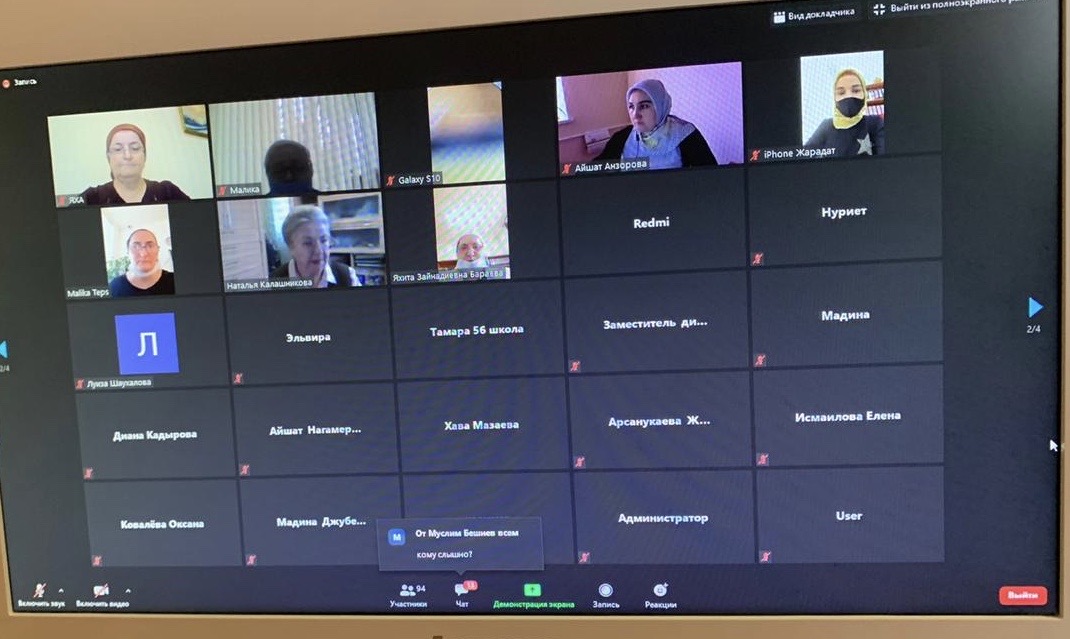 Вид докладчика
Выйти из полноэкранного
Запись
ЯХА
Малика
Galaxy S10
Айшат Анзорова
iPhone Жарадат
Malika Teps
Наталья Калашникова
Яхита Зайнадиевна Бараева
Redmi
Нуриет
Л
Луиза Шаухалова
Эльвира
Тамара 56 школа
Заместитель ди...
Мадина
2/4
2/4
Диана Кадырова
Айшат Нагамер...
Хава Мазаева
Арсанукаева Ж...
Исмаилова Елена
Ковалёва Оксана
Мадина Джубе...
Администратор
User
М
От Муслим Бешиев всем
кому слышно?
Включить звук
Включить видео
94
Участники
13
Чат
Демонстрация экрана
Запись
Реакции
Выйти